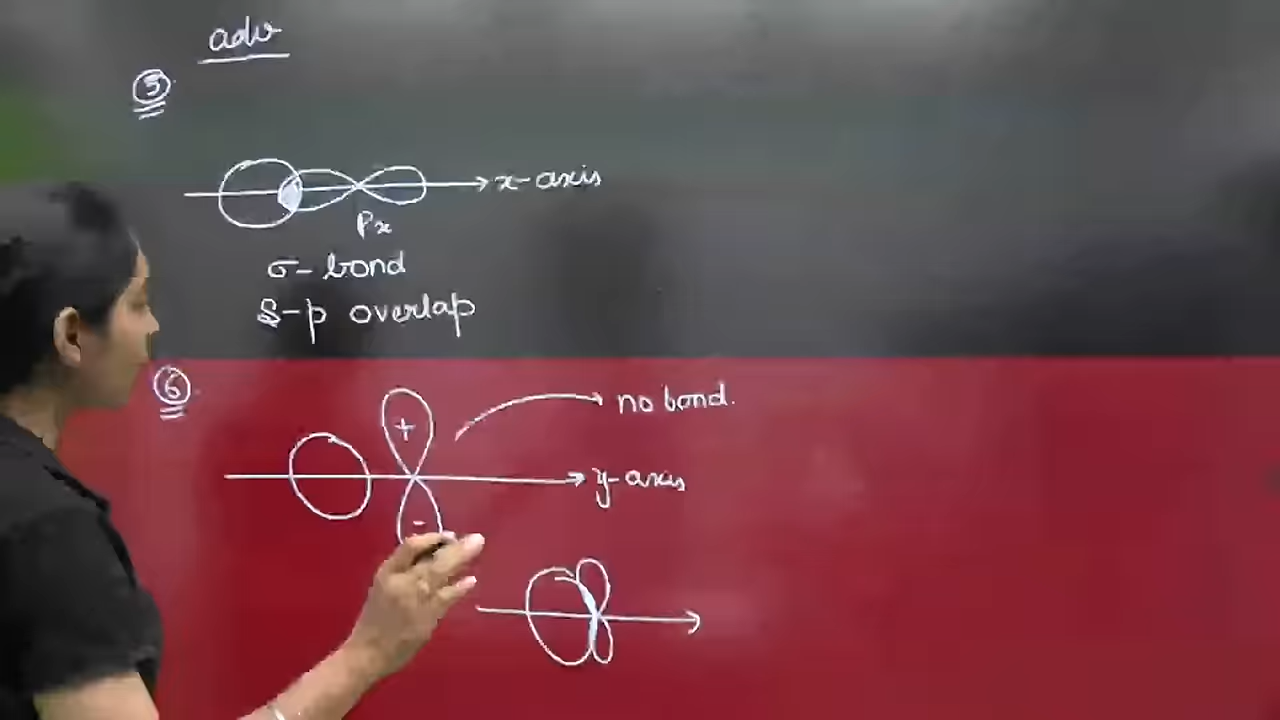 adv
5
x-axis
Px
σ-bond
S-p overlap
6
+
no bond.
y-axis
-